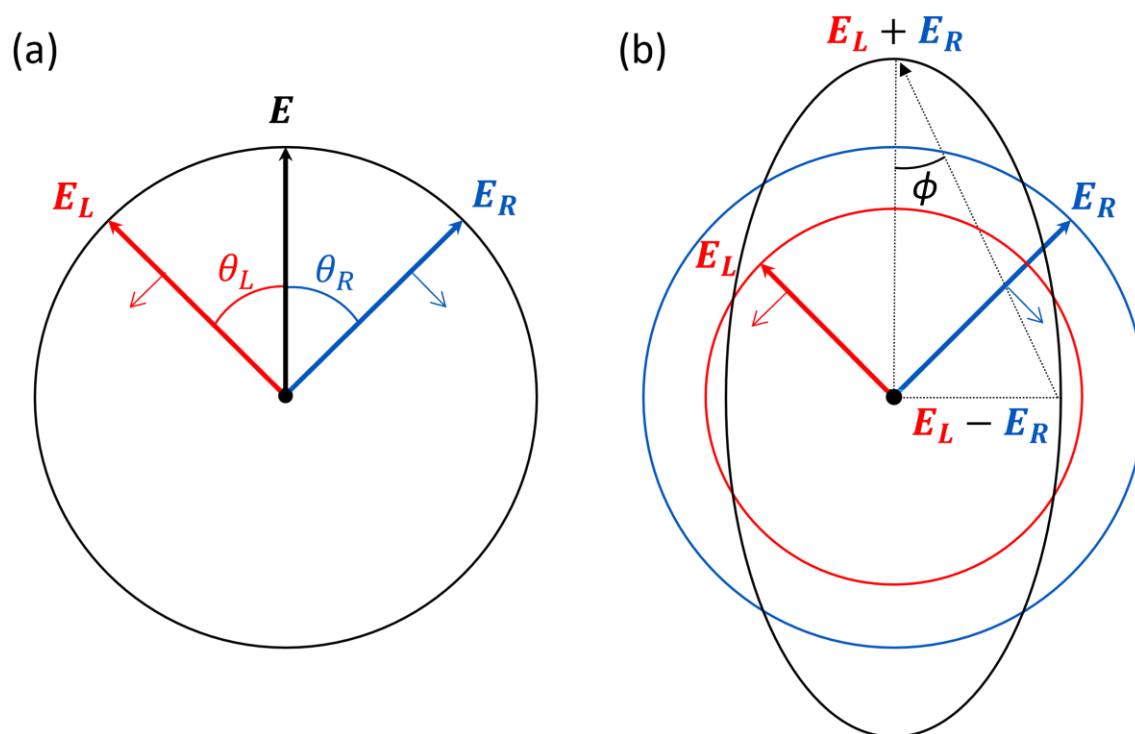 (a)
E
E_L
E_R
θ_L
θ_R
(b)
E_L + E_R
ϕ
E_L
E_R
E_L − E_R